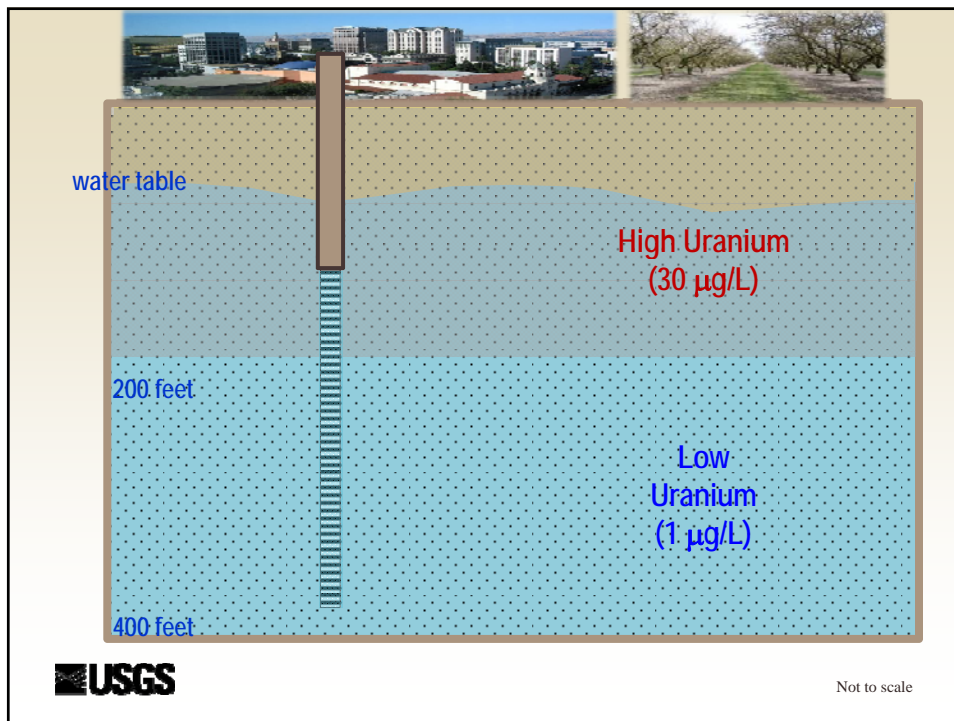 water table
High Uranium
(30 µg/L)
200 feet
Low
Uranium
(1 µg/L)
400 feet
USGS
Not to scale